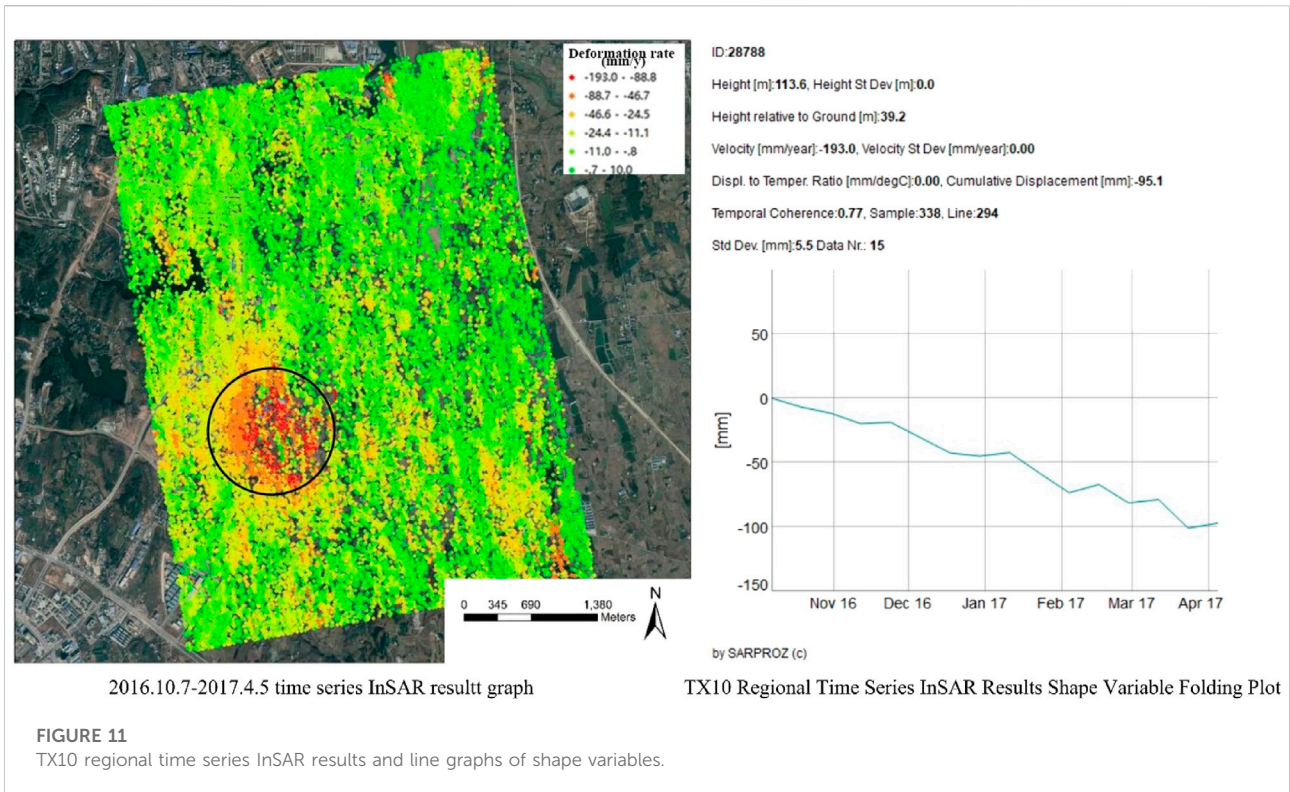 Deformation rate
(mm/y)
-193.0 - -88.8
-88.7 - -46.7
-46.6 - -24.5
-24.4 - -11.1
-11.0 - -.8
-.7 - 10.0
N
0 345 690 1,380
Meters
2016.10.7-2017.4.5 time series InSAR resultt graph
ID:28788
Height [m]:113.6, Height St Dev [m]:0.0
Height relative to Ground [m]:39.2
Velocity [mm/year]:-193.0, Velocity St Dev [mm/year]:0.00
Displ. to Temper. Ratio [mm/degC]:0.00, Cumulative Displacement [mm]:-95.1
Temporal Coherence:0.77, Sample:338, Line:294
Std Dev. [mm]:5.5 Data Nr.: 15
50
0
-50
-100
-150
[mm]
Nov 16 Dec 16 Jan 17 Feb 17 Mar 17 Apr 17
by SARPROZ (c)
TX10 Regional Time Series InSAR Results Shape Variable Folding Plot
FIGURE 11
TX10 regional time series InSAR results and line graphs of shape variables.